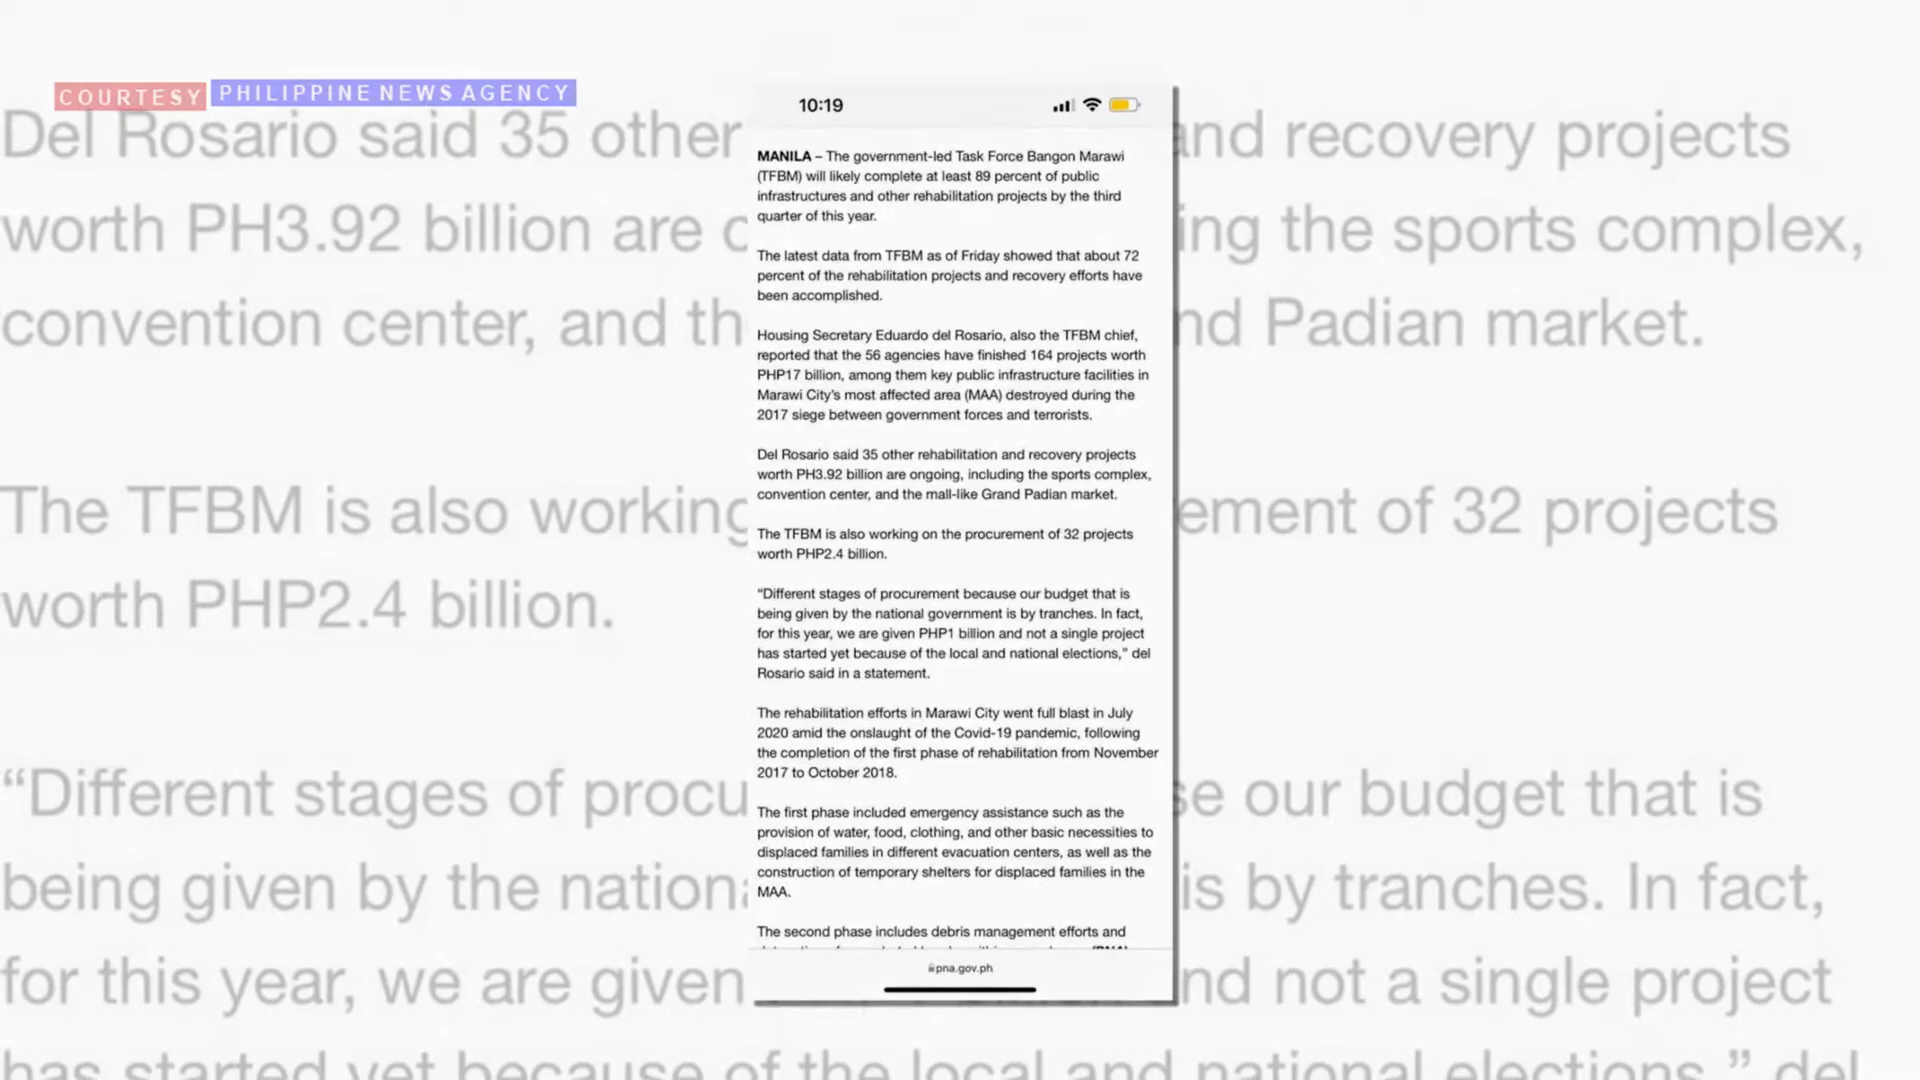 COURTESY PHILIPPINE NEWS AGENCY
10:19
MANILA – The government-led Task Force Bangon Marawi
(TFBM) will likely complete at least 89 percent of public
infrastructures and other rehabilitation projects by the third
quarter of this year.
The latest data from TFBM as of Friday showed that about 72
percent of the rehabilitation projects and recovery efforts have
been accomplished.
Housing Secretary Eduardo del Rosario, also the TFBM chief,
reported that the 56 agencies have finished 164 projects worth
PHP17 billion, among them key public infrastructure facilities in
Marawi City's most affected area (MAA) destroyed during the
2017 siege between government forces and terrorists.
Del Rosario said 35 other rehabilitation and recovery projects
worth PH3.92 billion are ongoing, including the sports complex,
convention center, and the mall-like Grand Padian market.
The TFBM is also working on the procurement of 32 projects
worth PHP2.4 billion.
“Different stages of procurement because our budget that is
being given by the national government is by tranches. In fact,
for this year, we are given PHP1 billion and not a single project
has started yet because of the local and national elections,” del
Rosario said in a statement.
The rehabilitation efforts in Marawi City went full blast in July
2020 amid the onslaught of the Covid-19 pandemic, following
the completion of the first phase of rehabilitation from November
2017 to October 2018.
The first phase included emergency assistance such as the
provision of water, food, clothing, and other basic necessities to
displaced families in different evacuation centers, as well as the
construction of temporary shelters for displaced families in the
MAA.
The second phase includes debris management efforts and
pna.gov.ph
Del Rosario said 35 other and recovery projects
worth PH3.92 billion are ing the sports complex,
convention center, and th nd Padian market.
The TFBM is also working ement of 32 projects
worth PHP2.4 billion.
“Different stages of procu se our budget that is
being given by the nation is by tranches. In fact,
for this year, we are given nd not a single project
has started yet because of the local and national elections,” del